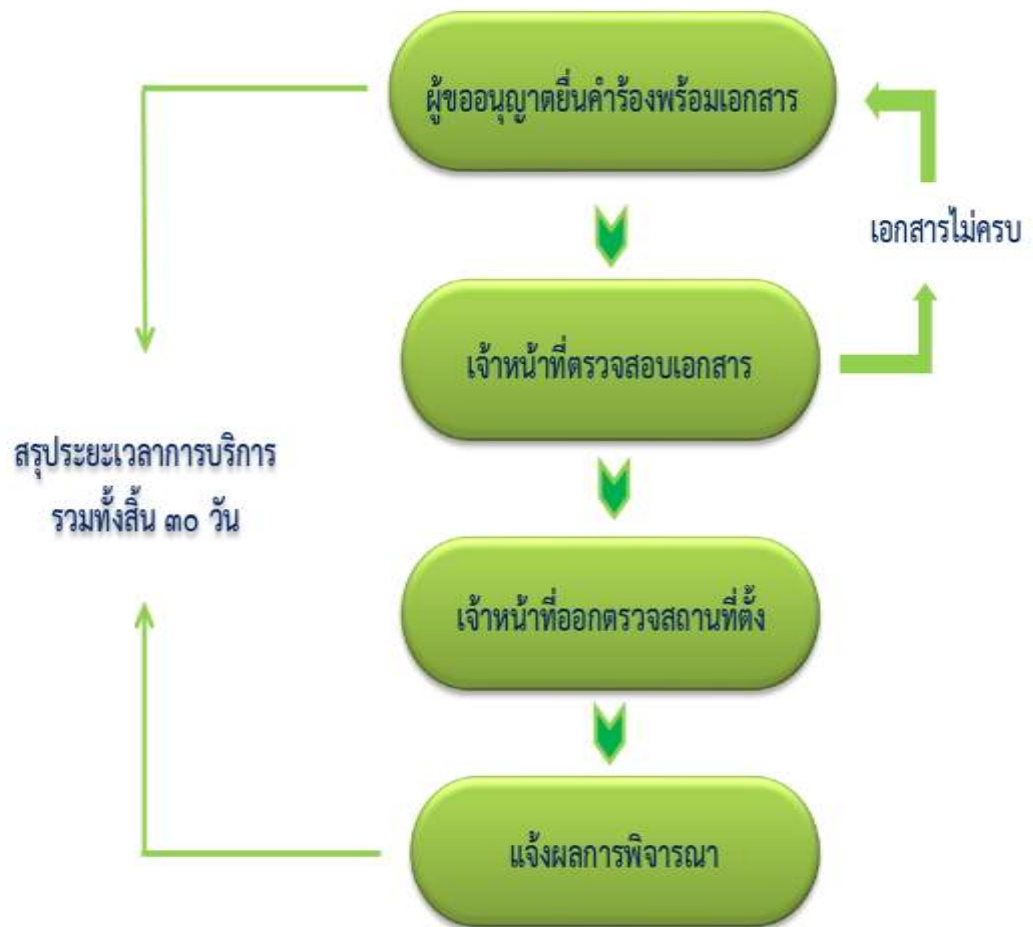 ผู้ขออนุญาตยื่นคำร้องพร้อมเอกสาร
เอกสารไม่ครบ
เจ้าหน้าที่ตรวจสอบเอกสาร
สรุประยะเวลาการบริการ
รวมทั้งสิ้น ๓๐ วัน
เจ้าหน้าที่ออกตรวจสถานที่ตั้ง
แจ้งผลการพิจารณา